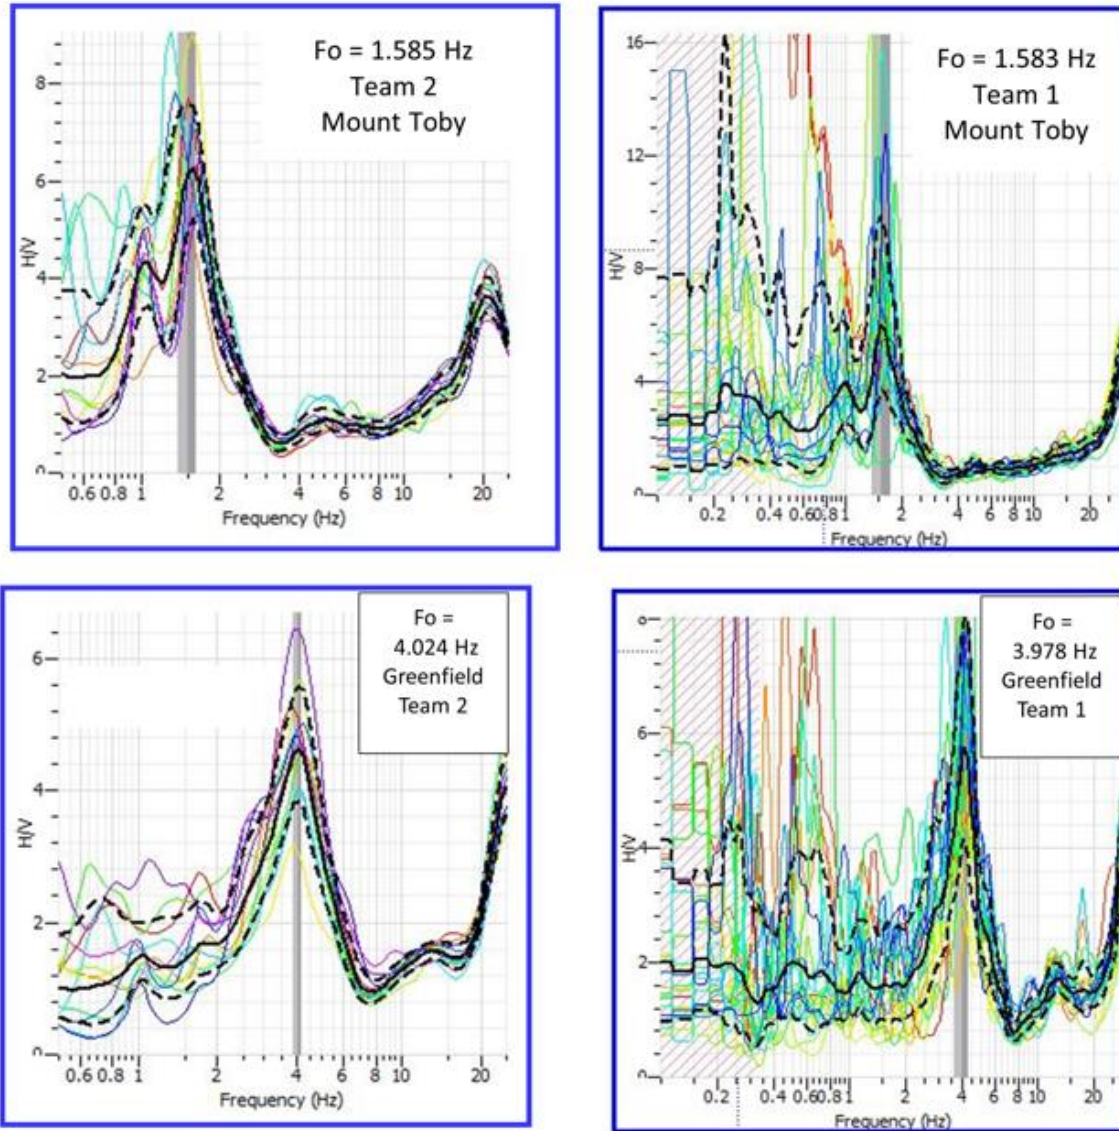 Fo = 1.585 Hz
Team 2
Mount Toby
8
6
4
2
0
H/V
0.6 0.8 1 2 4 6 8 10 20
Frequency (Hz)
Fo = 1.583 Hz
Team 1
Mount Toby
16
12
8
4
0
H/V
0.2 0.4 0.6 0.8 1 2 4 6 8 10 20
Frequency (Hz)
Fo =
4.024 Hz
Greenfield
Team 2
6
4
2
0
H/V
0.6 0.8 1 2 4 6 8 10 20
Frequency (Hz)
Fo =
3.978 Hz
Greenfield
Team 1
8
6
4
2
0
H/V
0.2 0.4 0.6 0.8 1 2 4 6 8 10 20
Frequency (Hz)